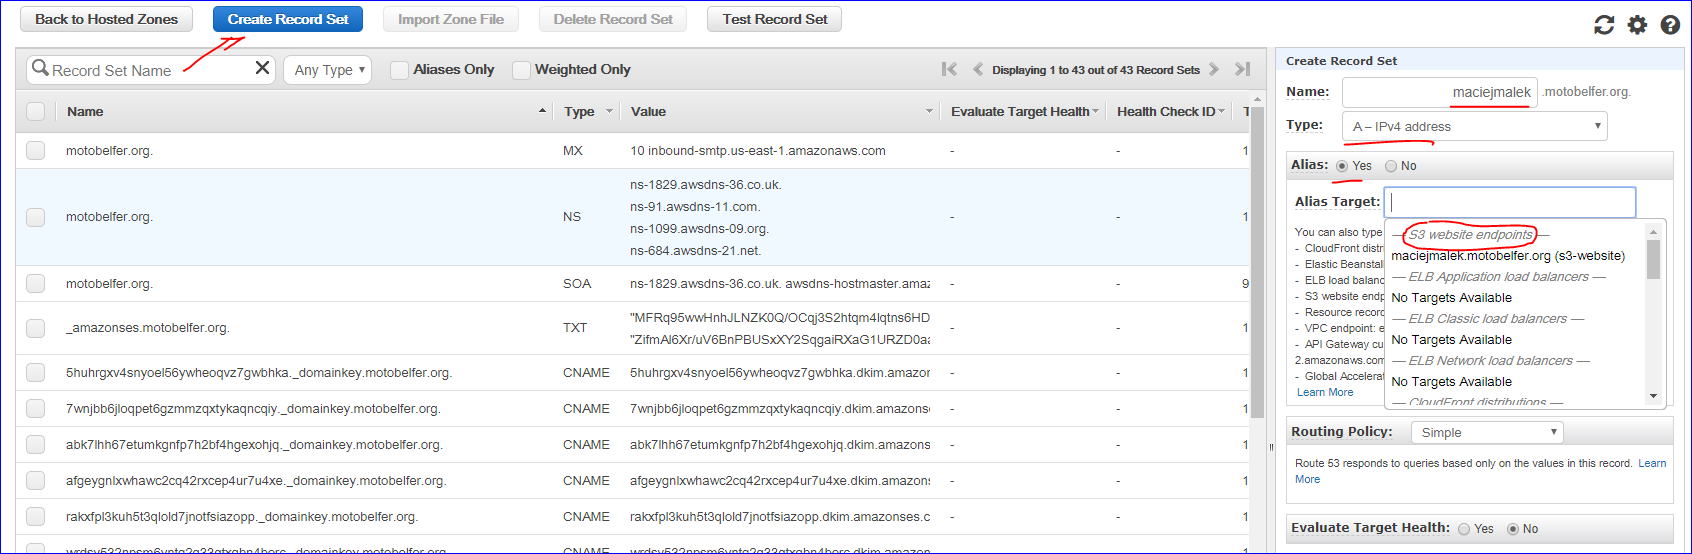 Back to Hosted Zones Create Record Set Import Zone File Delete Record Set Test Record Set
Record Set Name Any Type Aliases Only Weighted Only Displaying 1 to 43 out of 43 Record Sets
Name Type Value Evaluate Target Health Health Check ID T
motobelfer.org. MX 10 inbound-smtp.us-east-1.amazonaws.com - - 1
motobelfer.org. NS ns-1829.awsdns-36.co.uk.
ns-91.awsdns-11.com.
ns-1099.awsdns-09.org.
ns-684.awsdns-21.net. - - 1
motobelfer.org. SOA ns-1829.awsdns-36.co.uk. awsdns-hostmaster.amaz - - 9
_amazonses.motobelfer.org. TXT "MFRq95wwHnhJLNZK0Q/OCqj3S2htqm4lqtns6HD
"ZifmAl6Xr/uV6BnPBUSxXY2SqgaiRXaG1URZD0aa - - 1
5huhrgxv4snyoel56ywheoqvz7gwbhka._domainkey.motobelfer.org. CNAME 5huhrgxv4snyoel56ywheoqvz7gwbhka.dkim.amazon - - 1
7wnjbb6jloqpet6gzmmzqxtykaqncqiy._domainkey.motobelfer.org. CNAME 7wnjbb6jloqpet6gzmmzqxtykaqncqiy.dkim.amazonse - - 1
abk7lhh67etumkgnfp7h2bf4hgexohjq._domainkey.motobelfer.org. CNAME abk7lhh67etumkgnfp7h2bf4hgexohjq.dkim.amazons - - 1
afgeygnlxwhawc2cq42rxcep4ur7u4xe._domainkey.motobelfer.org. CNAME afgeygnlxwhawc2cq42rxcep4ur7u4xe.dkim.amazons - - 1
rakxfpl3kuh5t3qlold7jnotfsiazopp._domainkey.motobelfer.org. CNAME rakxfpl3kuh5t3qlold7jnotfsiazopp.dkim.amazonses.c - - 1
CNAME
Create Record Set
Name: maciejmalek .motobelfer.org.
Type: A – IPv4 address
Alias: Yes No
Alias Target:
You can also type
- CloudFront distr
- Elastic Beanstall
- ELB load balanc
- S3 website endp
- Resource record
- VPC endpoint: e
- API Gateway cu
2.amazonaws.com
- Global Accelerat
Learn More
— S3 website endpoints —
maciejmalek.motobelfer.org (s3-website)
— ELB Application load balancers —
No Targets Available
— ELB Classic load balancers —
No Targets Available
— ELB Network load balancers —
No Targets Available
— CloudFront distributions —
Routing Policy: Simple
Route 53 responds to queries based only on the values in this record. Learn
More
Evaluate Target Health: Yes No